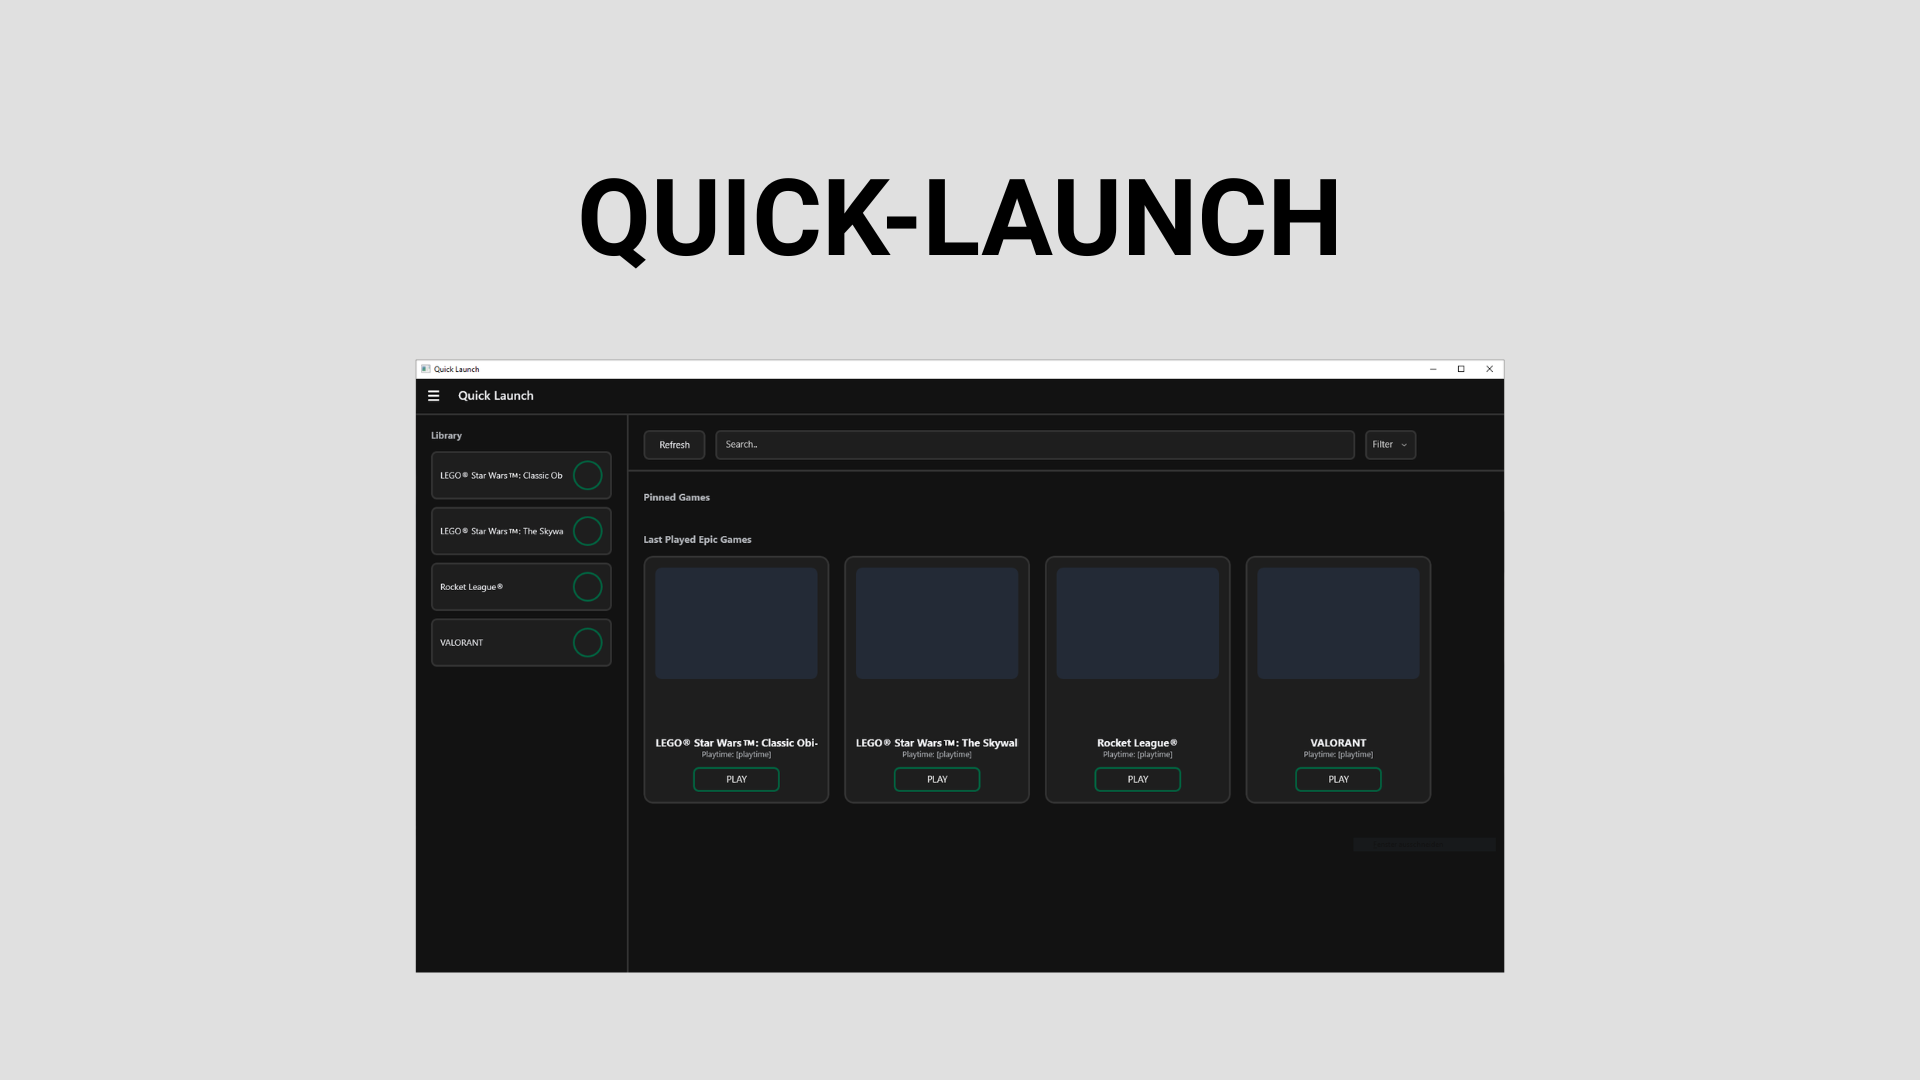 QUICK-LAUNCH
Quick Launch
Quick Launch
Library
LEGO® Star Wars™: Classic Ob
LEGO® Star Wars™: The Skywa
Rocket League®
VALORANT
Refresh
Search..
Filter
Pinned Games
Last Played Epic Games
LEGO® Star Wars™: Classic Obi-
Playtime: [playtime]
PLAY
LEGO® Star Wars™: The Skywal
Playtime: [playtime]
PLAY
Rocket League®
Playtime: [playtime]
PLAY
VALORANT
Playtime: [playtime]
PLAY